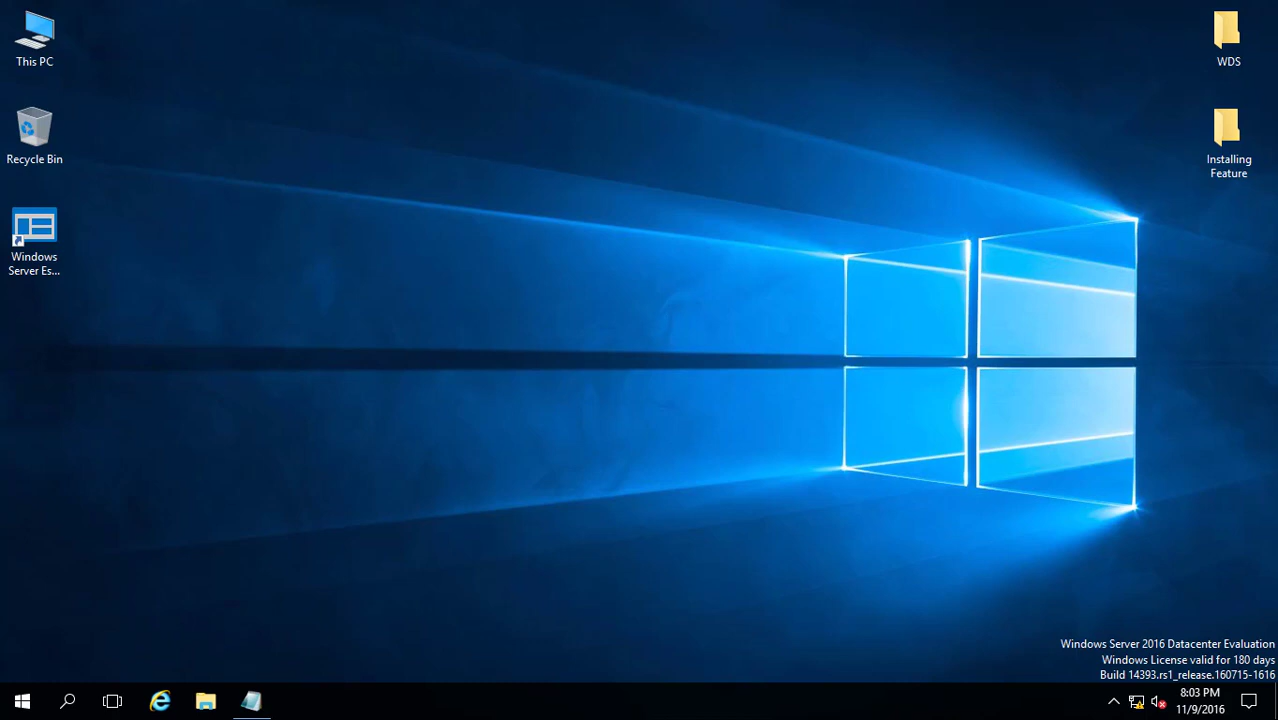 This PC
WDS
Recycle Bin
Installing
Feature
Windows
Server Es...
Windows Server 2016 Datacenter Evaluation
Windows License valid for 180 days
Build 14393.rs1_release.160715-1616
8:03 PM
11/9/2016